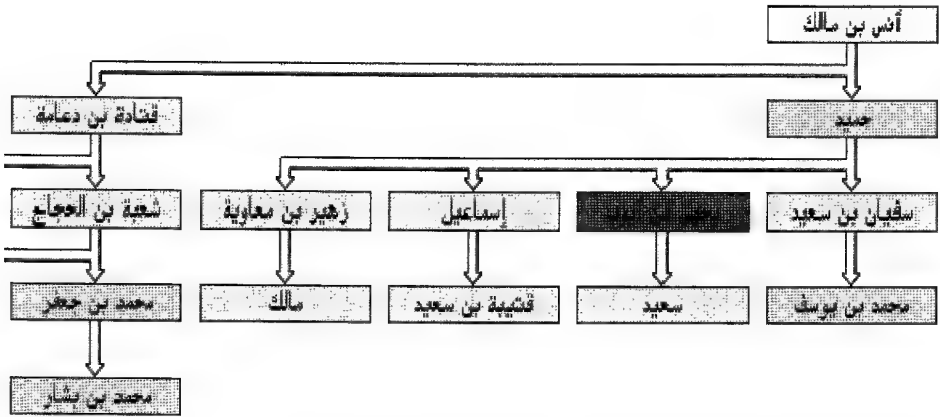 أنس بن مالك
حميد
قتادة بن دعامة
سفيان بن سعيد
إسماعيل
زهير بن معاوية
شعبة بن الحجاج
محمد بن يوسف
سعيد
قتيبة بن سعيد
مالك
محمد بن جعفر
محمد بن بشار